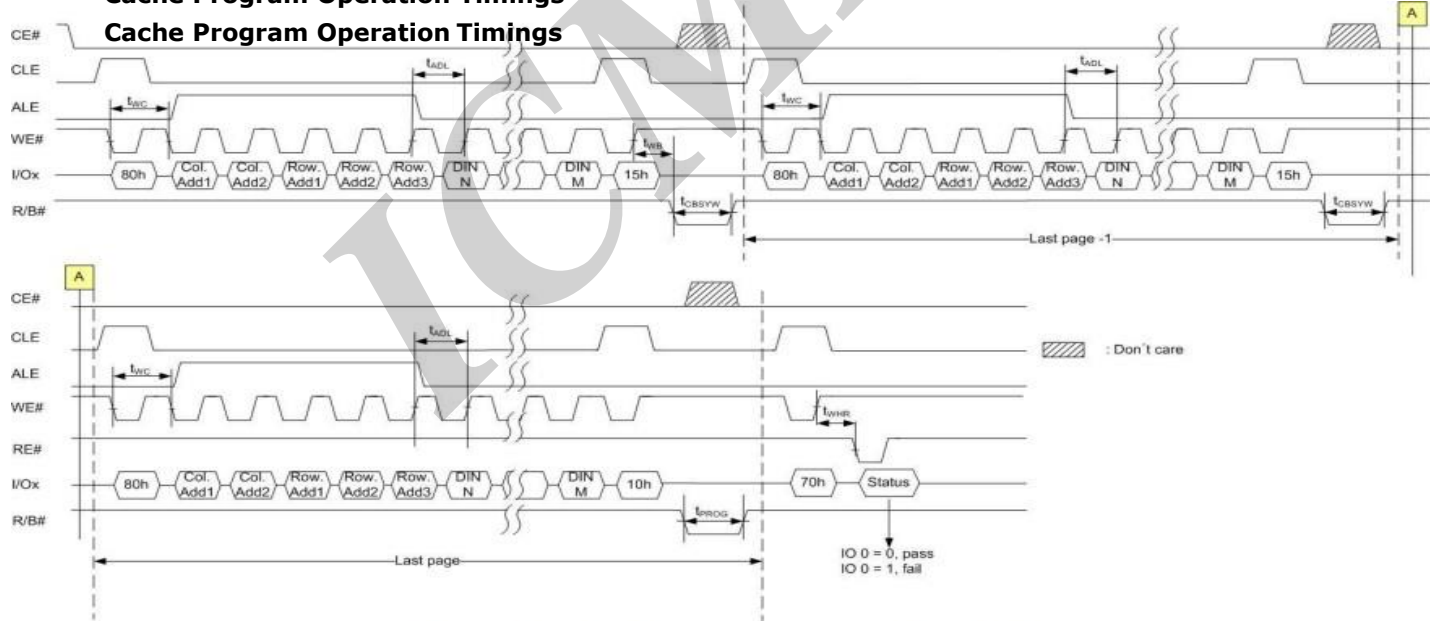 Cache Program Operation Timings
Cache Program Operation Timings
A
CE#
CLE
tADL
tADL
ALE
tWC
tWC
WE#
tWB
I/Ox
80h
Col. Add1
Col. Add2
Row. Add1
Row. Add2
Row. Add3
DIN N
DIN M
15h
80h
Col. Add1
Col. Add2
Row. Add1
Row. Add2
Row. Add3
DIN N
DIN M
15h
R/B#
tCBSYW
tCBSYW
Last page -1
A
CE#
CLE
tADL
: Don´t care
ALE
tWC
WE#
tWHR
RE#
I/Ox
80h
Col. Add1
Col. Add2
Row. Add1
Row. Add2
Row. Add3
DIN N
DIN M
10h
70h
Status
R/B#
tPROG
IO 0 = 0, pass
IO 0 = 1, fail
Last page